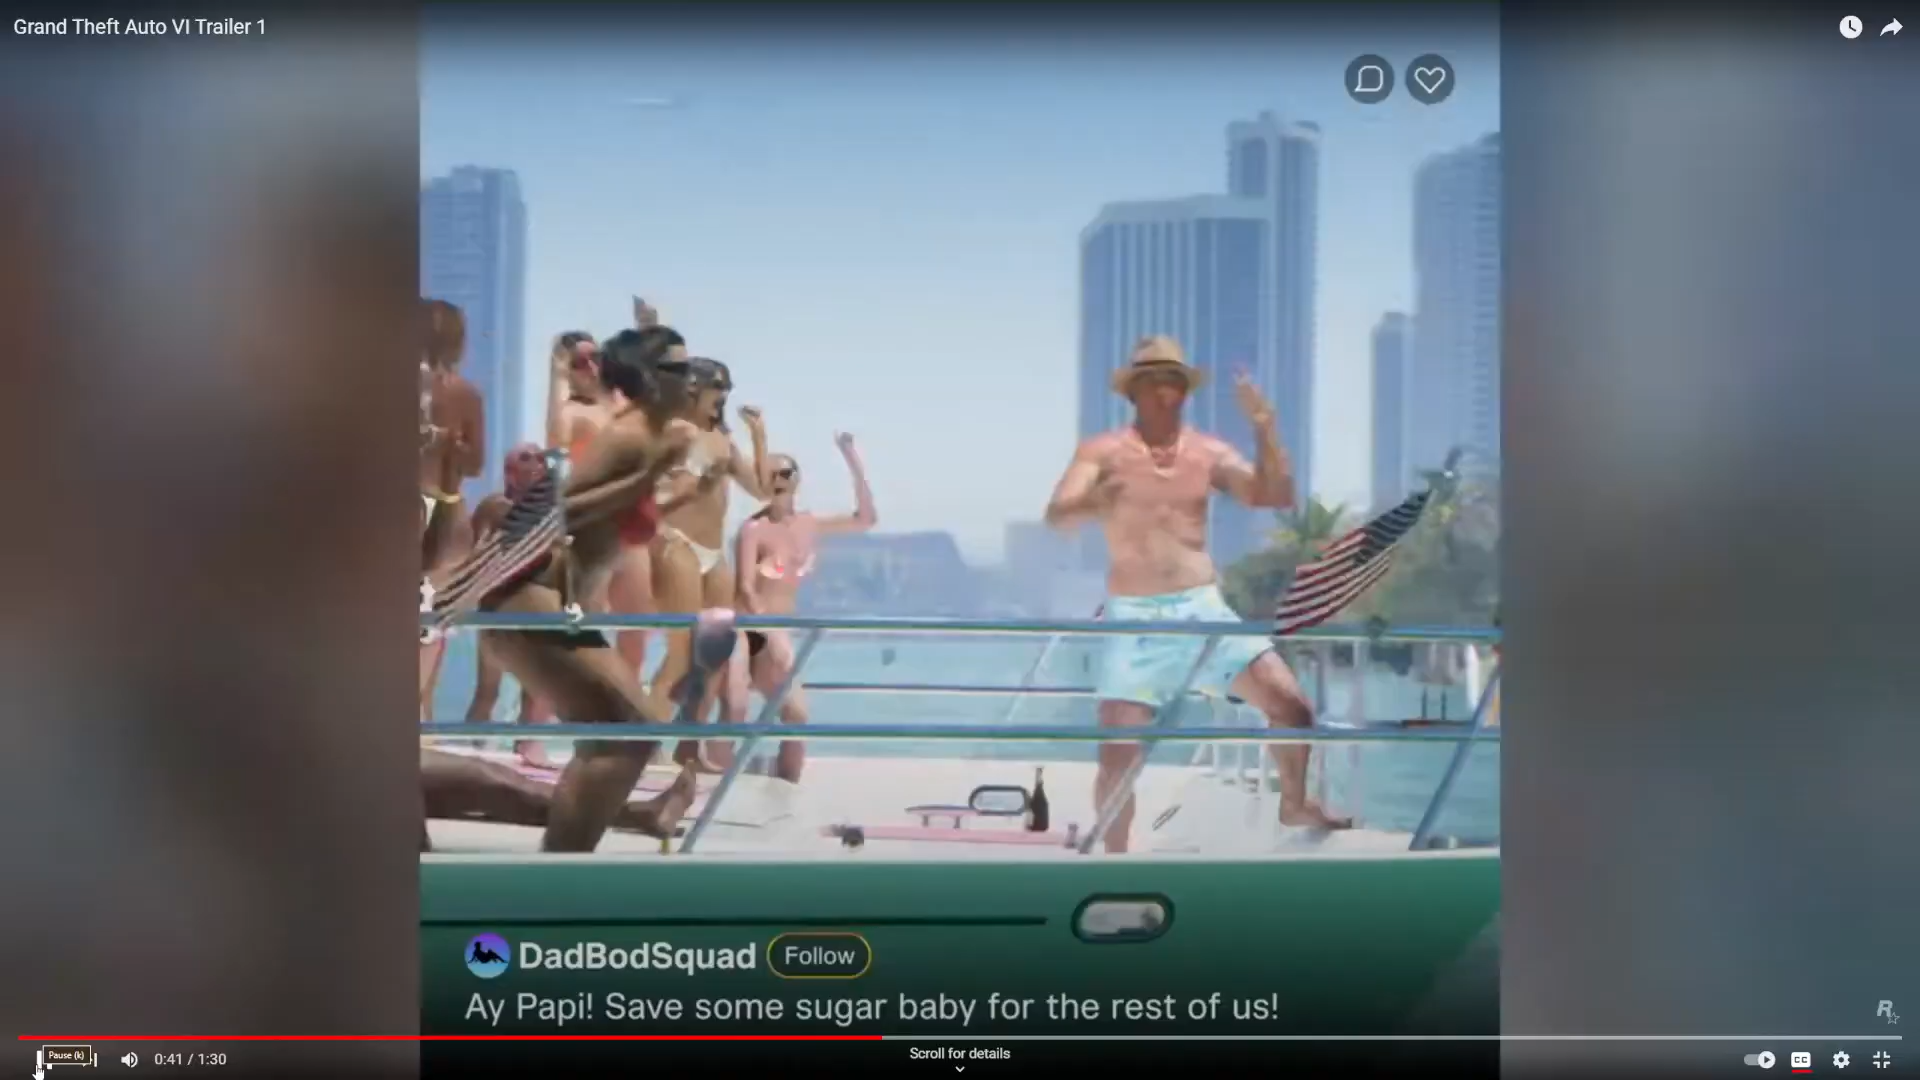 Grand Theft Auto VI Trailer 1
DadBodSquad
Follow
Ay Papi! Save some sugar baby for the rest of us!
R
Pause (k)
0:41 / 1:30
Scroll for details
CC